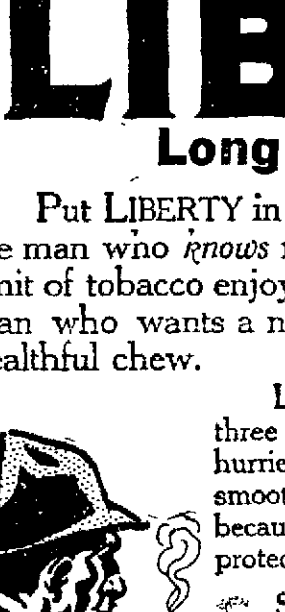 LIB
Long
Put LIBERTY in
e man who knows
nit of tobacco enjoy
an who wants a n
ealthful chew.
L
three
hurrie
smoot
becau
protec
S